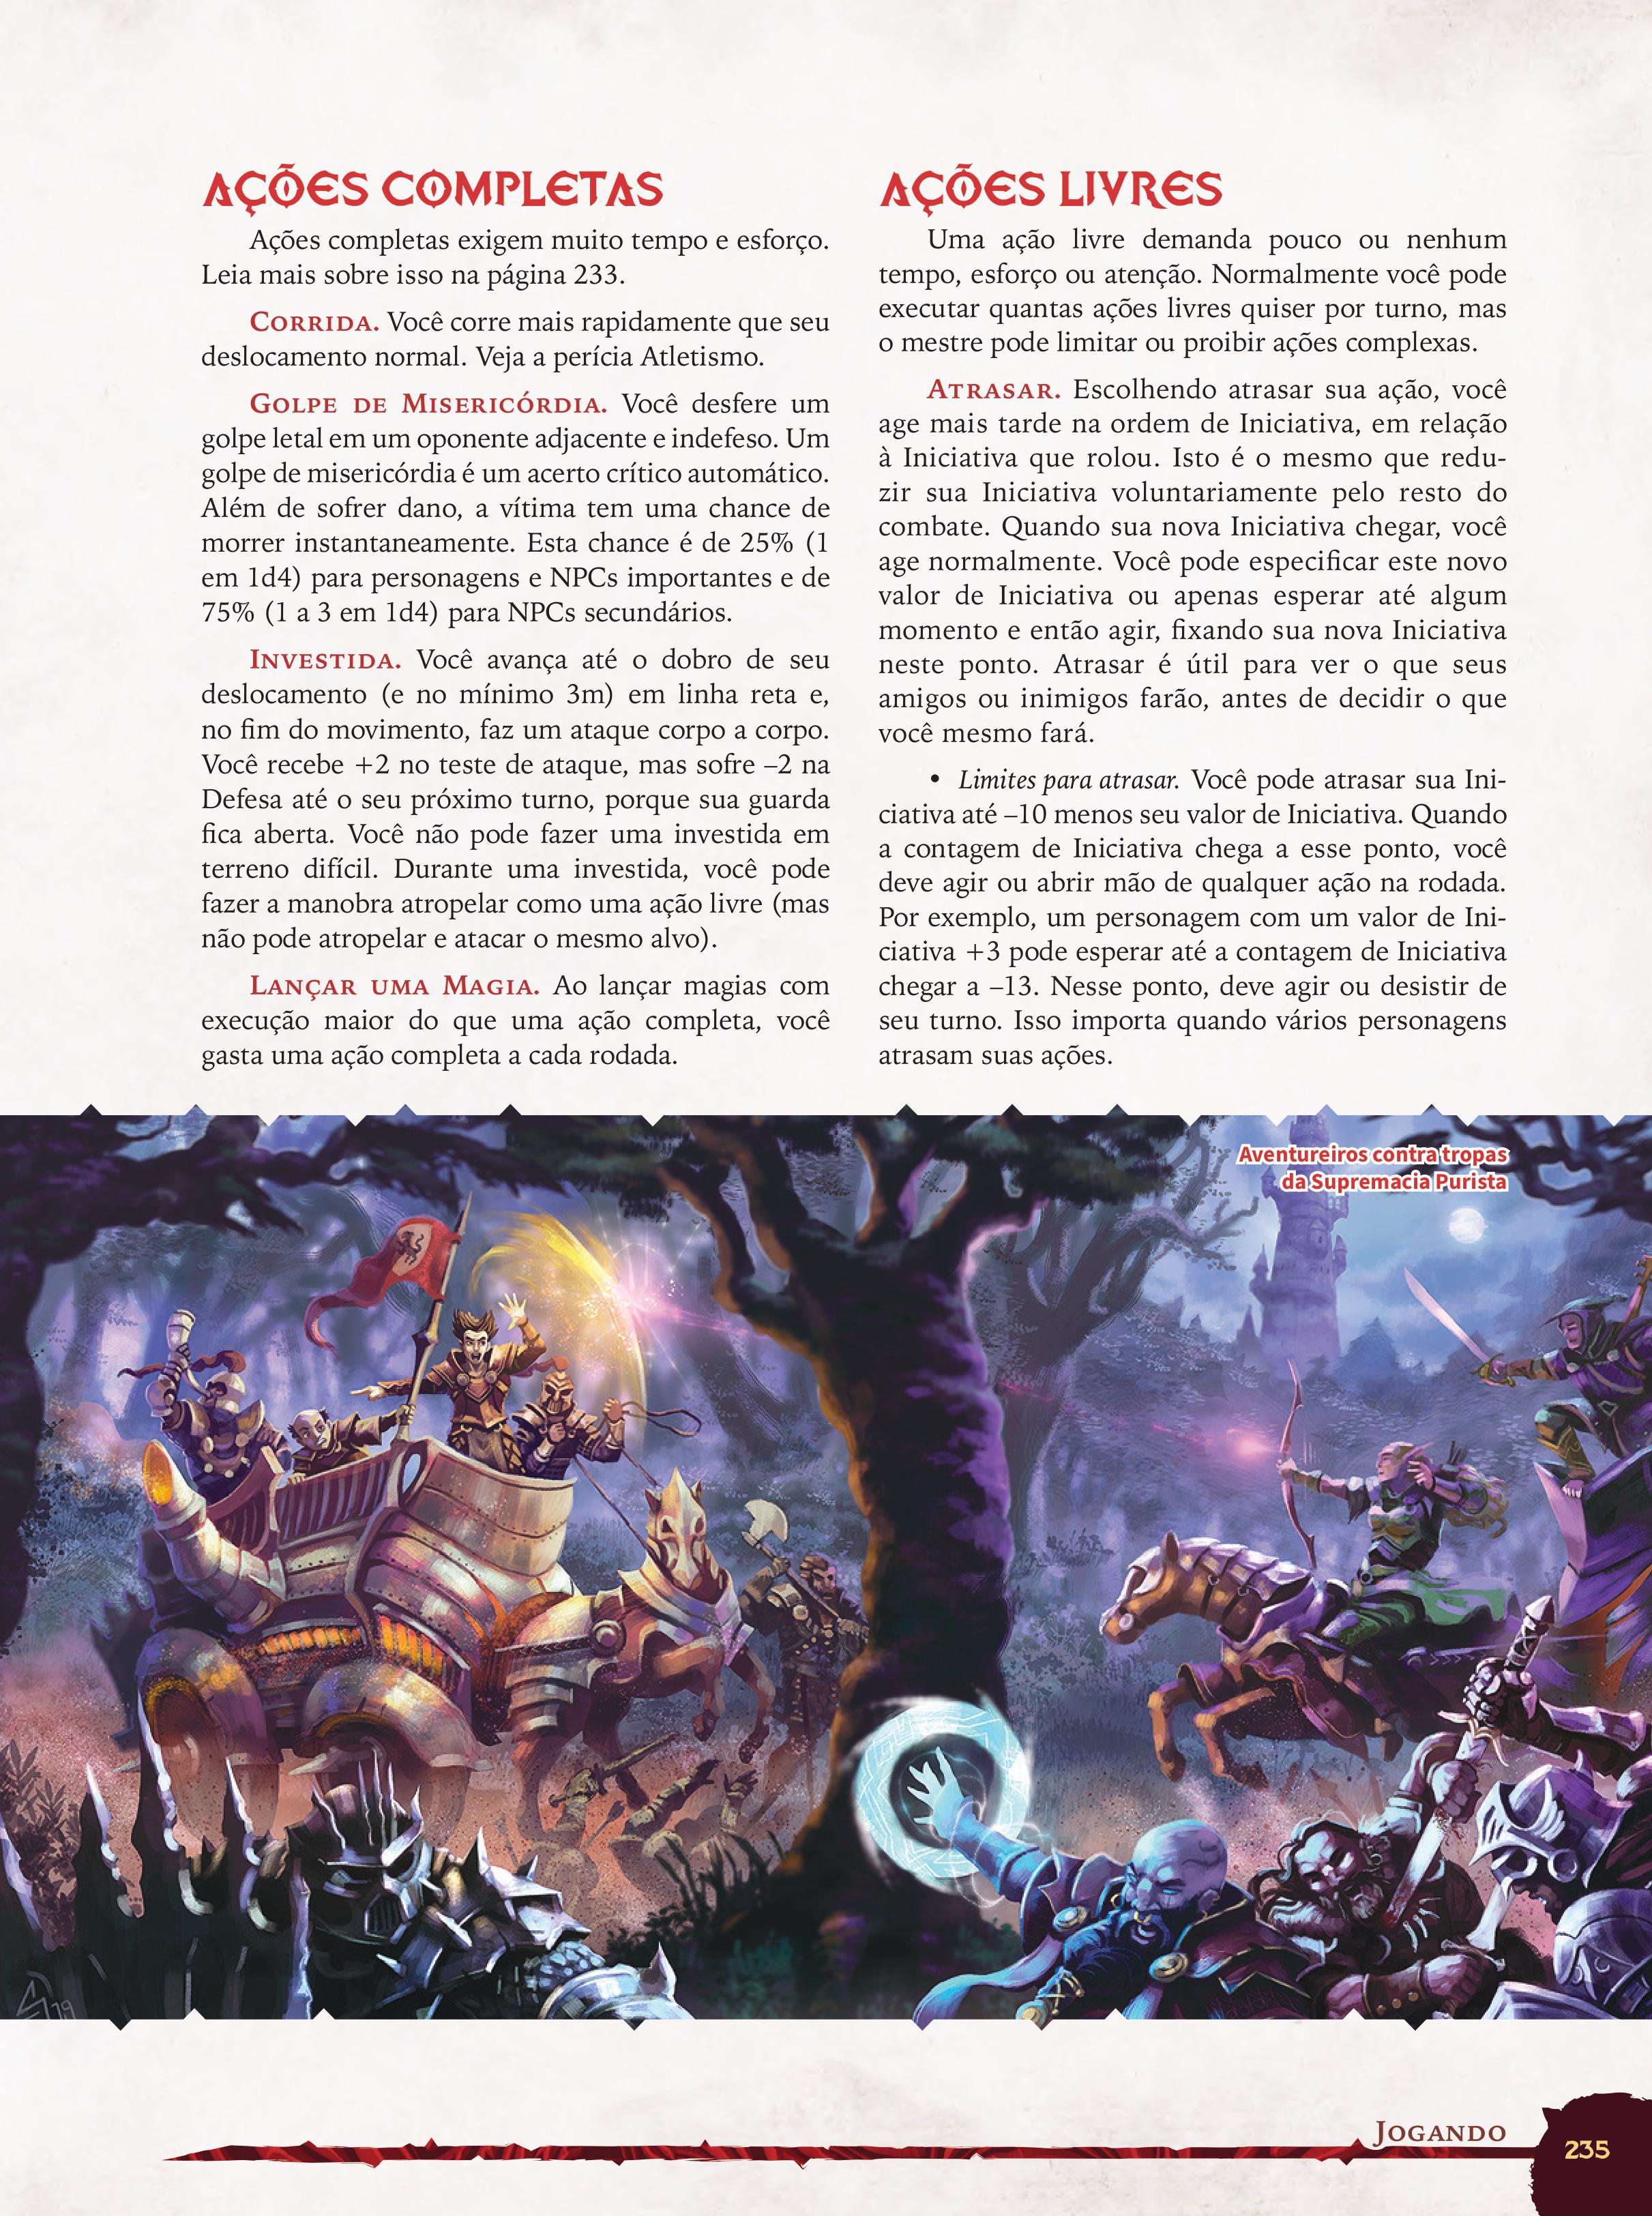 AÇÕES COMPLETAS
Ações completas exigem muito tempo e esforço.
Leia mais sobre isso na página 233.
Corrida. Você corre mais rapidamente que seu
deslocamento normal. Veja a perícia Atletismo.
Golpe de Misericórdia. Você desfere um
golpe letal em um oponente adjacente e indefeso. Um
golpe de misericórdia é um acerto crítico automático.
Além de sofrer dano, a vítima tem uma chance de
morrer instantaneamente. Esta chance é de 25% (1
em 1d4) para personagens e NPCs importantes e de
75% (1 a 3 em 1d4) para NPCs secundários.
Investida. Você avança até o dobro de seu
deslocamento (e no mínimo 3m) em linha reta e,
no fim do movimento, faz um ataque corpo a corpo.
Você recebe +2 no teste de ataque, mas sofre –2 na
Defesa até o seu próximo turno, porque sua guarda
fica aberta. Você não pode fazer uma investida em
terreno difícil. Durante uma investida, você pode
fazer a manobra atropelar como uma ação livre (mas
não pode atropelar e atacar o mesmo alvo).
Lançar uma Magia. Ao lançar magias com
execução maior do que uma ação completa, você
gasta uma ação completa a cada rodada.
AÇÕES LIVRES
Uma ação livre demanda pouco ou nenhum
tempo, esforço ou atenção. Normalmente você pode
executar quantas ações livres quiser por turno, mas
o mestre pode limitar ou proibir ações complexas.
Atrasar. Escolhendo atrasar sua ação, você
age mais tarde na ordem de Iniciativa, em relação
à Iniciativa que rolou. Isto é o mesmo que redu-
zir sua Iniciativa voluntariamente pelo resto do
combate. Quando sua nova Iniciativa chegar, você
age normalmente. Você pode especificar este novo
valor de Iniciativa ou apenas esperar até algum
momento e então agir, fixando sua nova Iniciativa
neste ponto. Atrasar é útil para ver o que seus
amigos ou inimigos farão, antes de decidir o que
você mesmo fará.
• Limites para atrasar. Você pode atrasar sua Ini-
ciativa até –10 menos seu valor de Iniciativa. Quando
a contagem de Iniciativa chega a esse ponto, você
deve agir ou abrir mão de qualquer ação na rodada.
Por exemplo, um personagem com um valor de Ini-
ciativa +3 pode esperar até a contagem de Iniciativa
chegar a –13. Nesse ponto, deve agir ou desistir de
seu turno. Isso importa quando vários personagens
atrasam suas ações.
Aventureiros contra tropas
da Supremacia Purista
Jogando
235